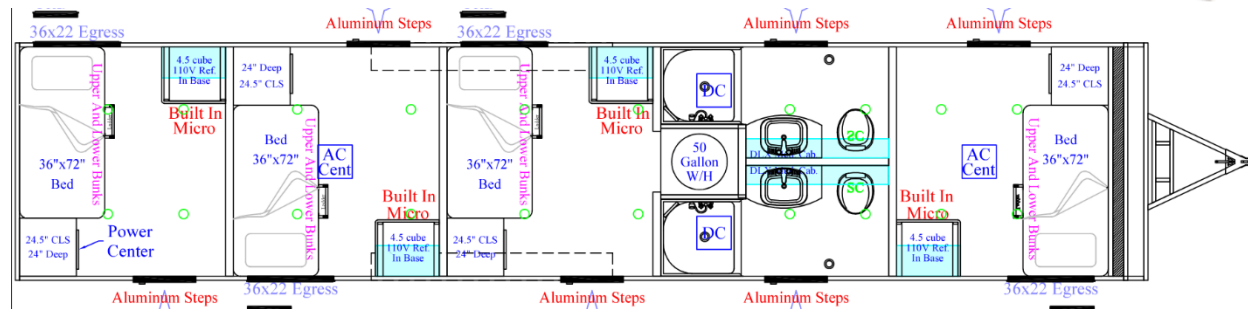 36x22 Egress
Aluminum Steps
36x22 Egress
Aluminum Steps
Aluminum Steps
4.5 cube
110V Ref.
In Base
Built In
Micro
24" Deep
24.5" CLS
Upper And Lower Bunks
36"x72"
Bed
24.5" CLS
24" Deep
Power
Center
Bed
36"x72"
Upper And Lower Bunks
AC
Cent
Built In
Micro
4.5 cube
110V Ref.
In Base
Upper And Lower Bunks
36"x72"
Bed
24.5" CLS
24" Deep
4.5 cube
110V Ref.
In Base
Built In
Micro
DC
50
Gallon
W/H
DC
SC
SC
AC
Cent
Built In
Micro
4.5 cube
110V Ref.
In Base
24" Deep
24.5" CLS
Bed
36"x72"
Upper And Lower Bunks
Aluminum Steps
36x22 Egress
Aluminum Steps
Aluminum Steps
36x22 Egress